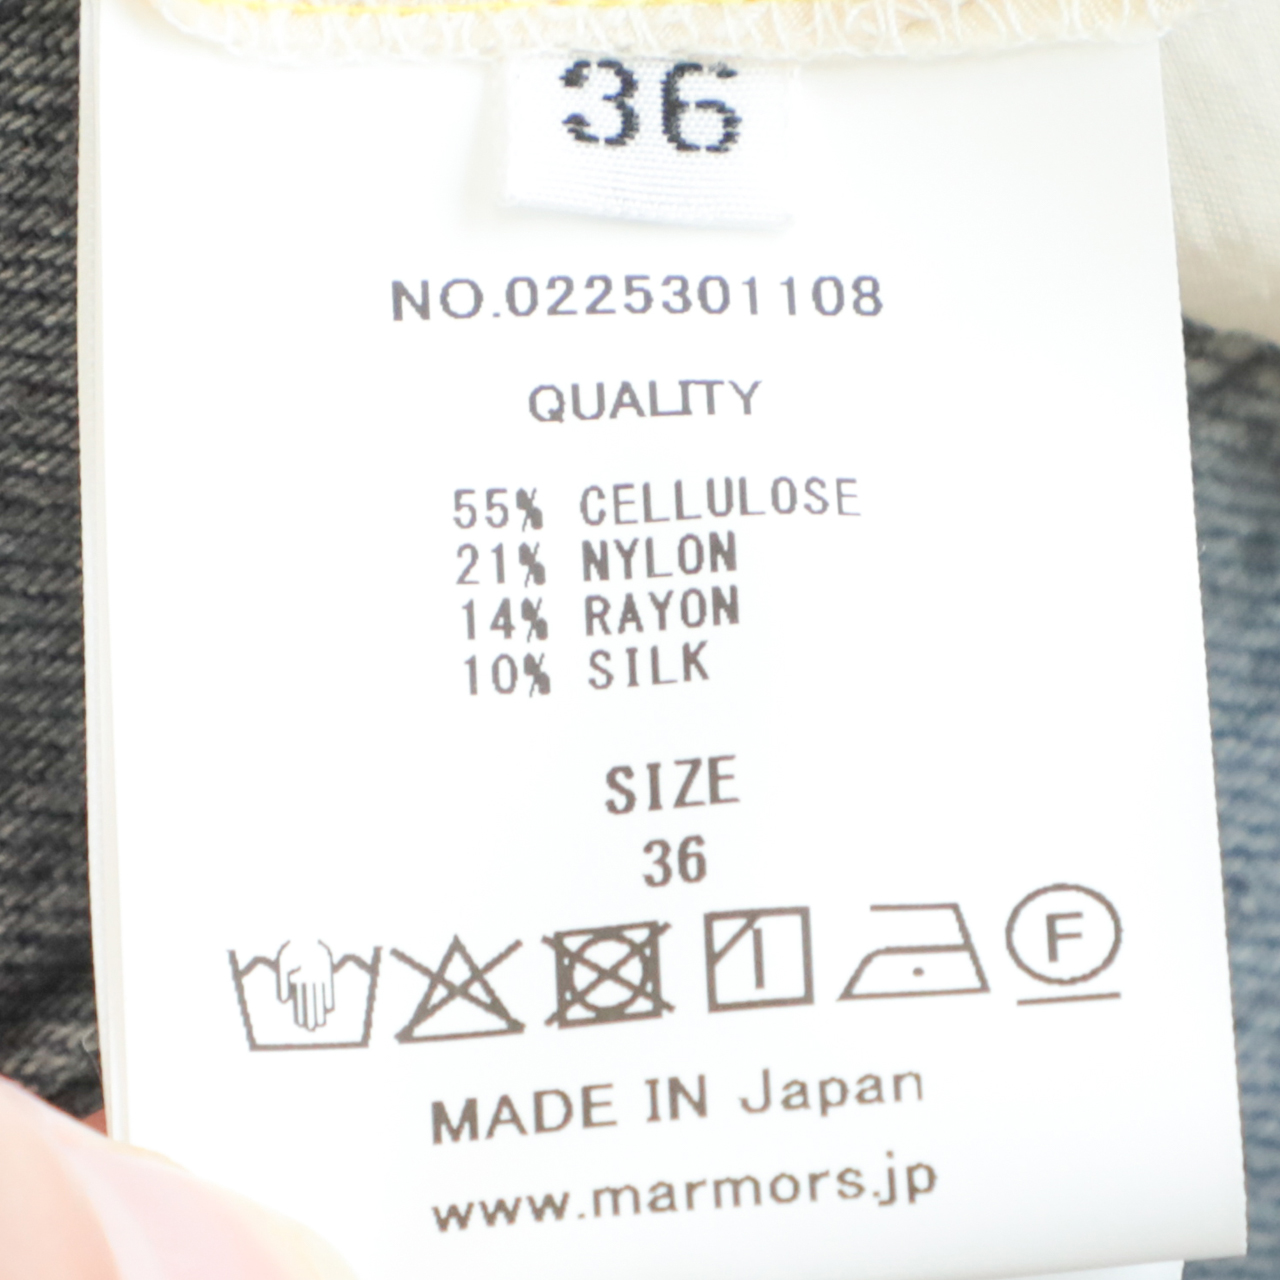 36
NO.0225301108
QUALITY
55% CELLULOSE
21% NYLON
14% RAYON
10% SILK
SIZE
36
F
MADE IN Japan
www.marmors.jp